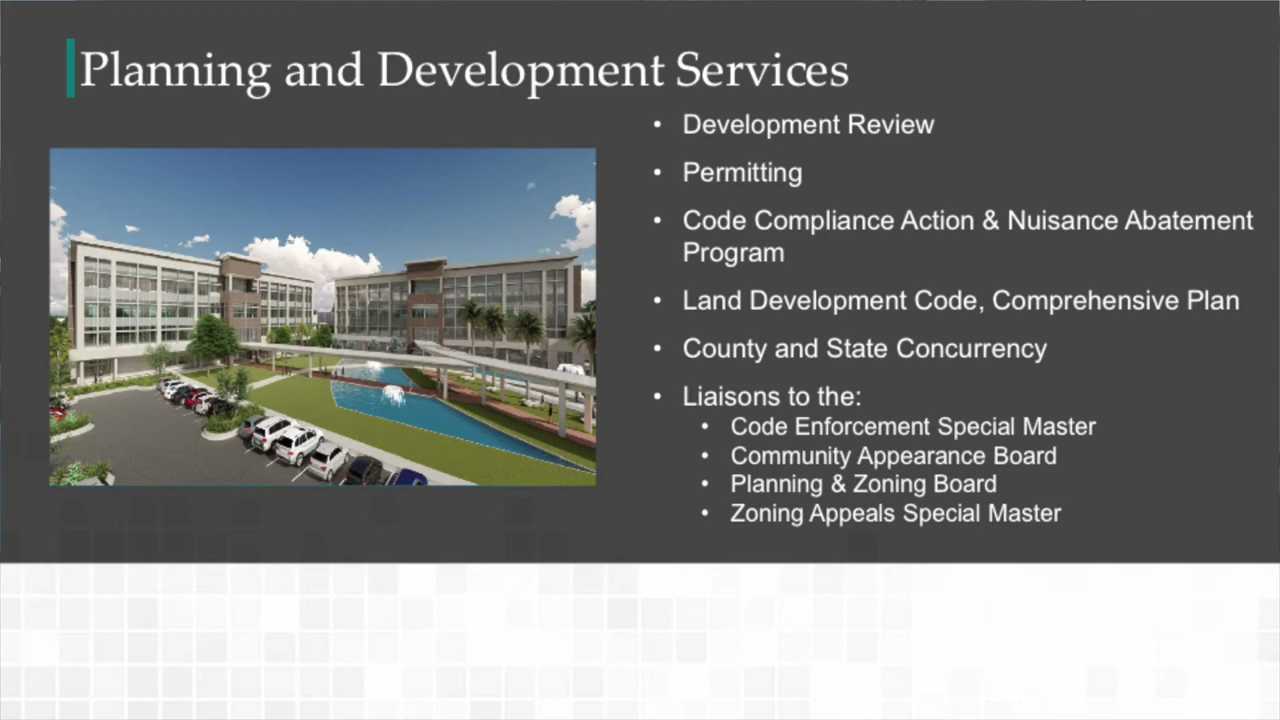 Planning and Development Services
• Development Review
• Permitting
• Code Compliance Action & Nuisance Abatement
Program
• Land Development Code, Comprehensive Plan
• County and State Concurrency
• Liaisons to the:
• Code Enforcement Special Master
• Community Appearance Board
• Planning & Zoning Board
• Zoning Appeals Special Master